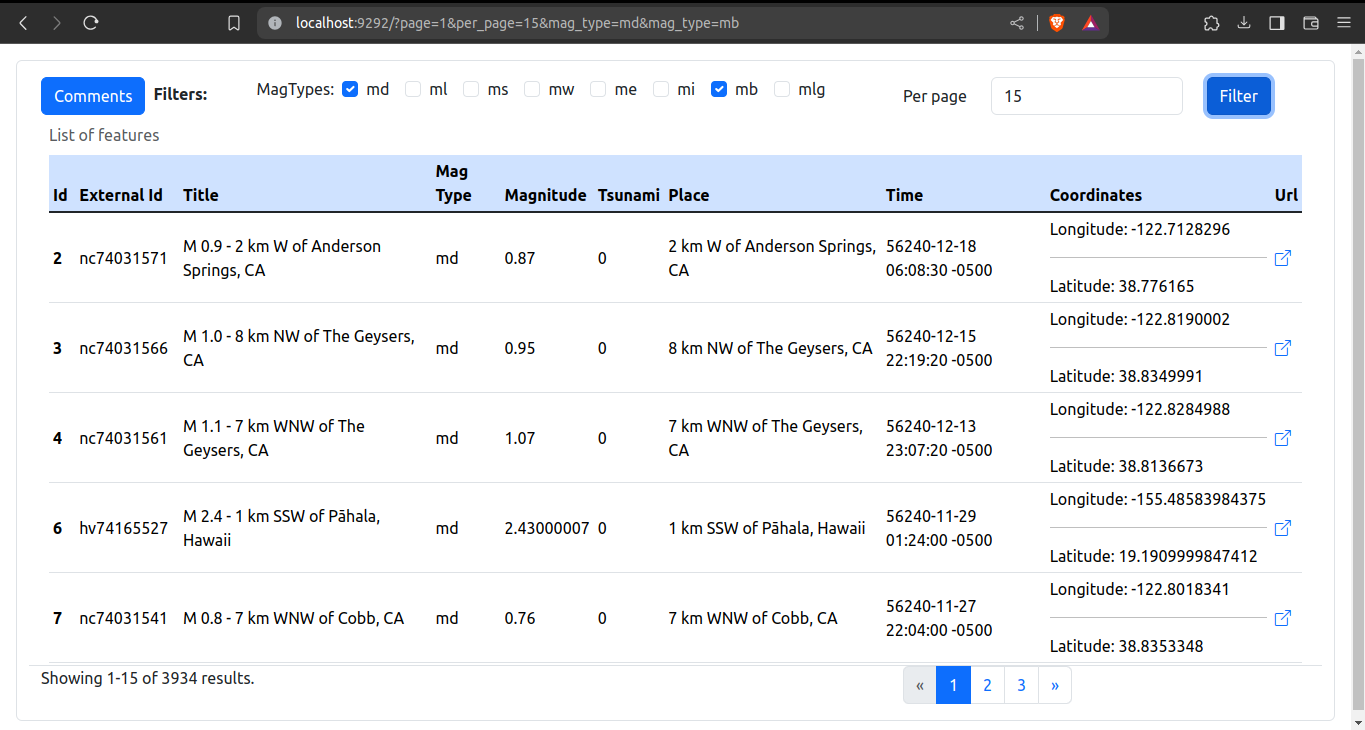 localhost:9292/?page=1&per_page=15&mag_type=md&mag_type=mb
Comments Filters: MagTypes: md ml ms mw me mi mb mlg Per page 15 Filter
List of features
Id External Id Title Mag Type Magnitude Tsunami Place Time Coordinates Url
2 nc74031571 M 0.9 - 2 km W of Anderson Springs, CA md 0.87 0 2 km W of Anderson Springs, CA 56240-12-18 06:08:30 -0500 Longitude: -122.7128296
Latitude: 38.776165
3 nc74031566 M 1.0 - 8 km NW of The Geysers, CA md 0.95 0 8 km NW of The Geysers, CA 56240-12-15 22:19:20 -0500 Longitude: -122.8190002
Latitude: 38.8349991
4 nc74031561 M 1.1 - 7 km WNW of The Geysers, CA md 1.07 0 7 km WNW of The Geysers, CA 56240-12-13 23:07:20 -0500 Longitude: -122.8284988
Latitude: 38.8136673
6 hv74165527 M 2.4 - 1 km SSW of Pāhala, Hawaii md 2.43000007 0 1 km SSW of Pāhala, Hawaii 56240-11-29 01:24:00 -0500 Longitude: -155.48583984375
Latitude: 19.1909999847412
7 nc74031541 M 0.8 - 7 km WNW of Cobb, CA md 0.76 0 7 km WNW of Cobb, CA 56240-11-27 22:04:00 -0500 Longitude: -122.8018341
Latitude: 38.8353348
Showing 1-15 of 3934 results. « 1 2 3 »